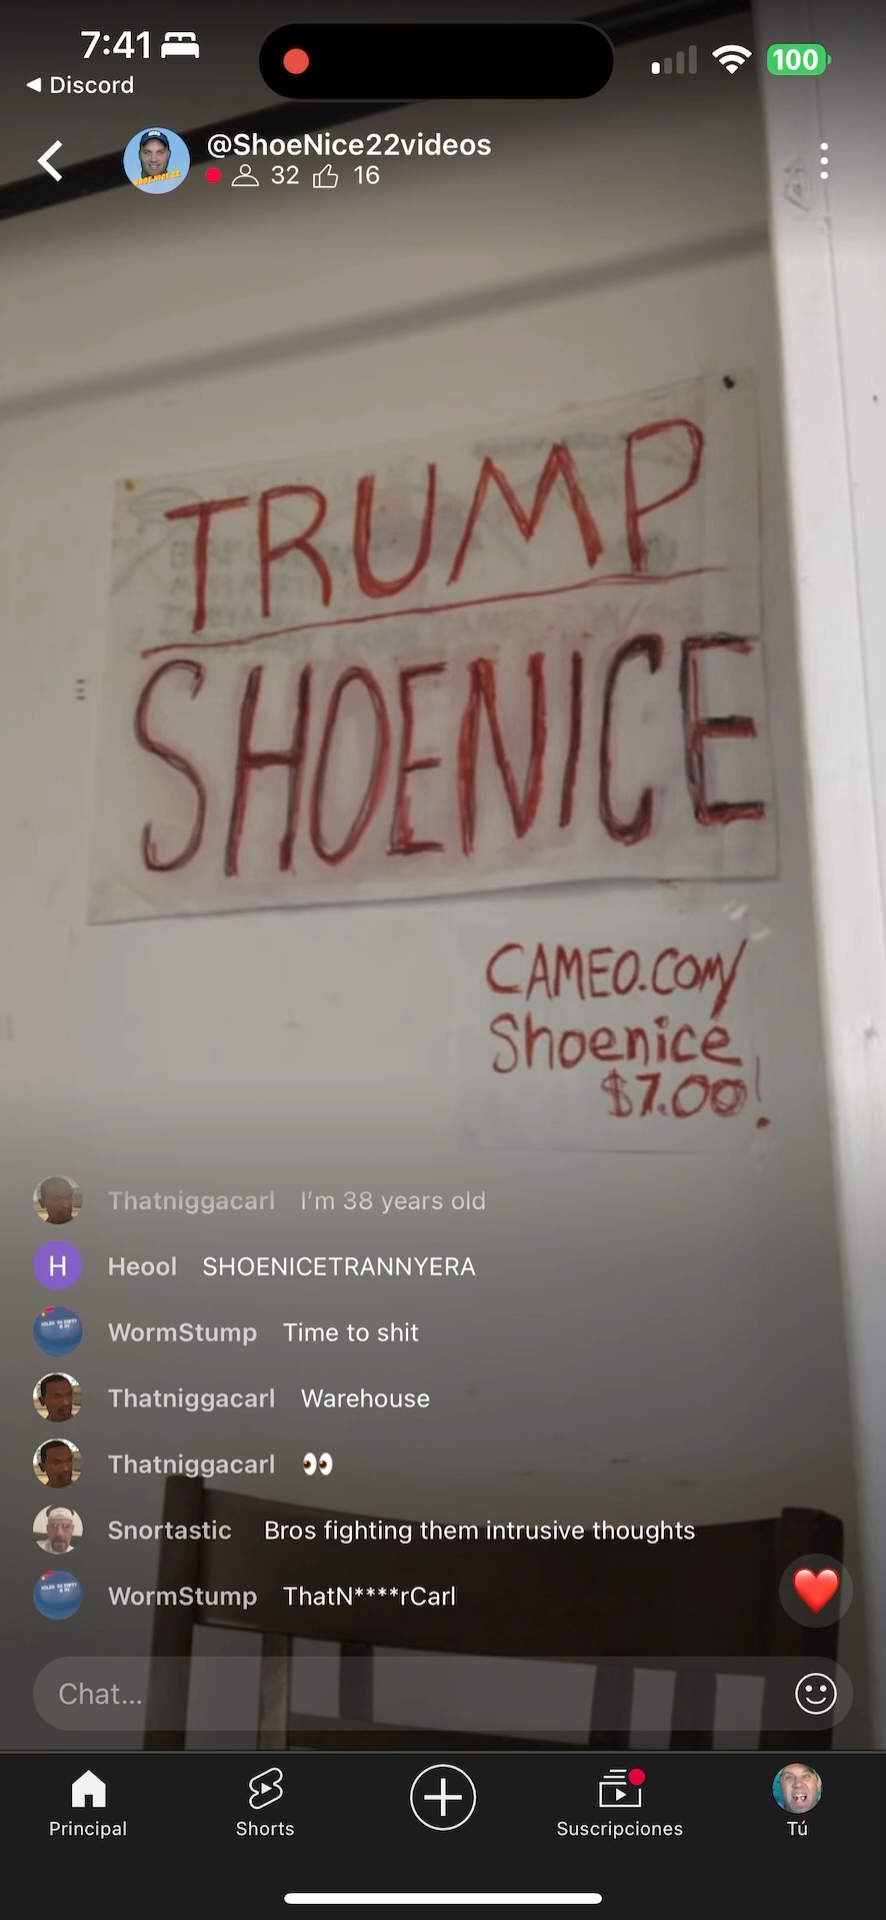 7:41
100
Discord
@ShoeNice22videos
32 16
TRUMP
SHOENICE
CAMEO.COM/
Shoenice
$7.00!
Thatniggacarl I'm 38 years old
Heool SHOENICETRANNYERA
H
WormStump Time to shit
Thatniggacarl Warehouse
Thatniggacarl 👀
Snortastic Bros fighting them intrusive thoughts
WormStump ThatN****rCarl
Chat...
Principal
Shorts
Suscripciones
Tú